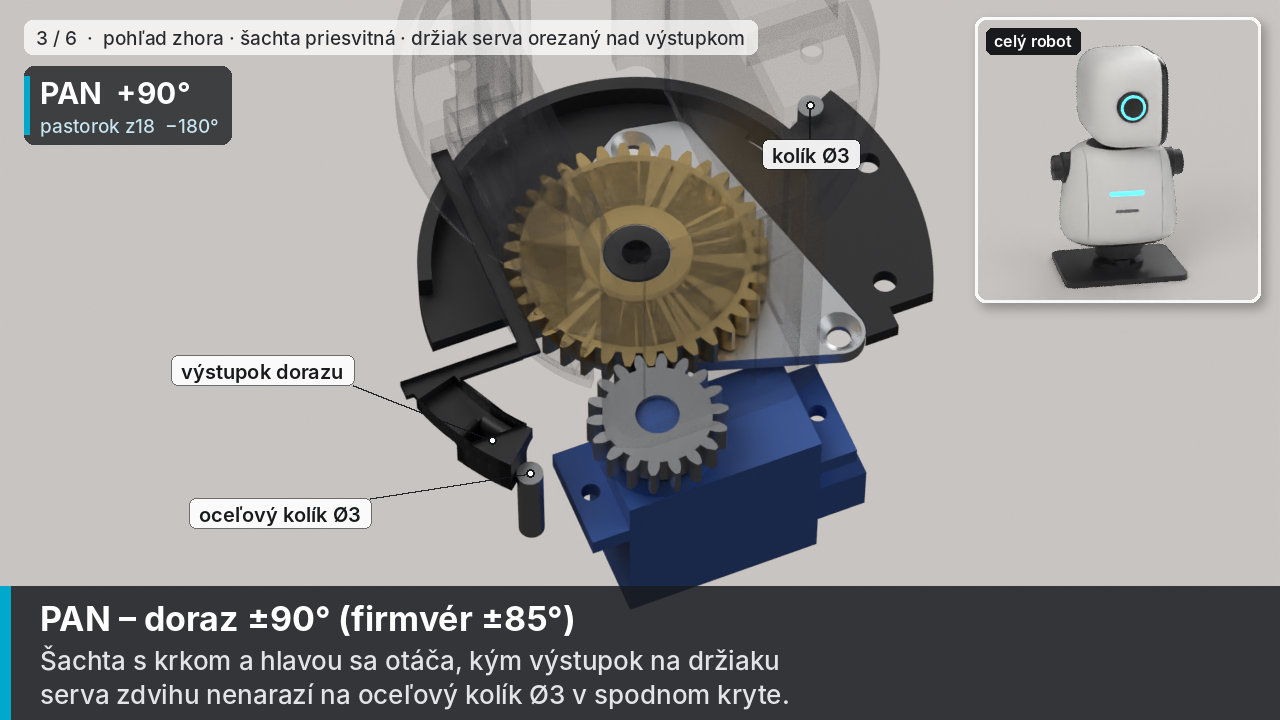 3 / 6 · pohľad zhora · šachta priesvitná · držiak serva orezaný nad výstupkom
PAN +90°
pastorok z18 −180°
celý robot
kolík Ø3
výstupok dorazu
oceľový kolík Ø3
PAN – doraz ±90° (firmvér ±85°)
Šachta s krkom a hlavou sa otáča, kým výstupok na držiaku
serva zdvihu nenarazí na oceľový kolík Ø3 v spodnom kryte.